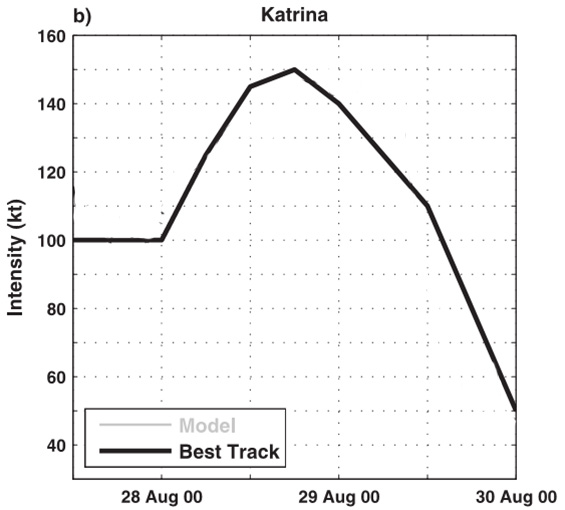 b)
Katrina
160
140
120
100
80
60
40
Intensity (kt)
Model
Best Track
28 Aug 00
29 Aug 00
30 Aug 00